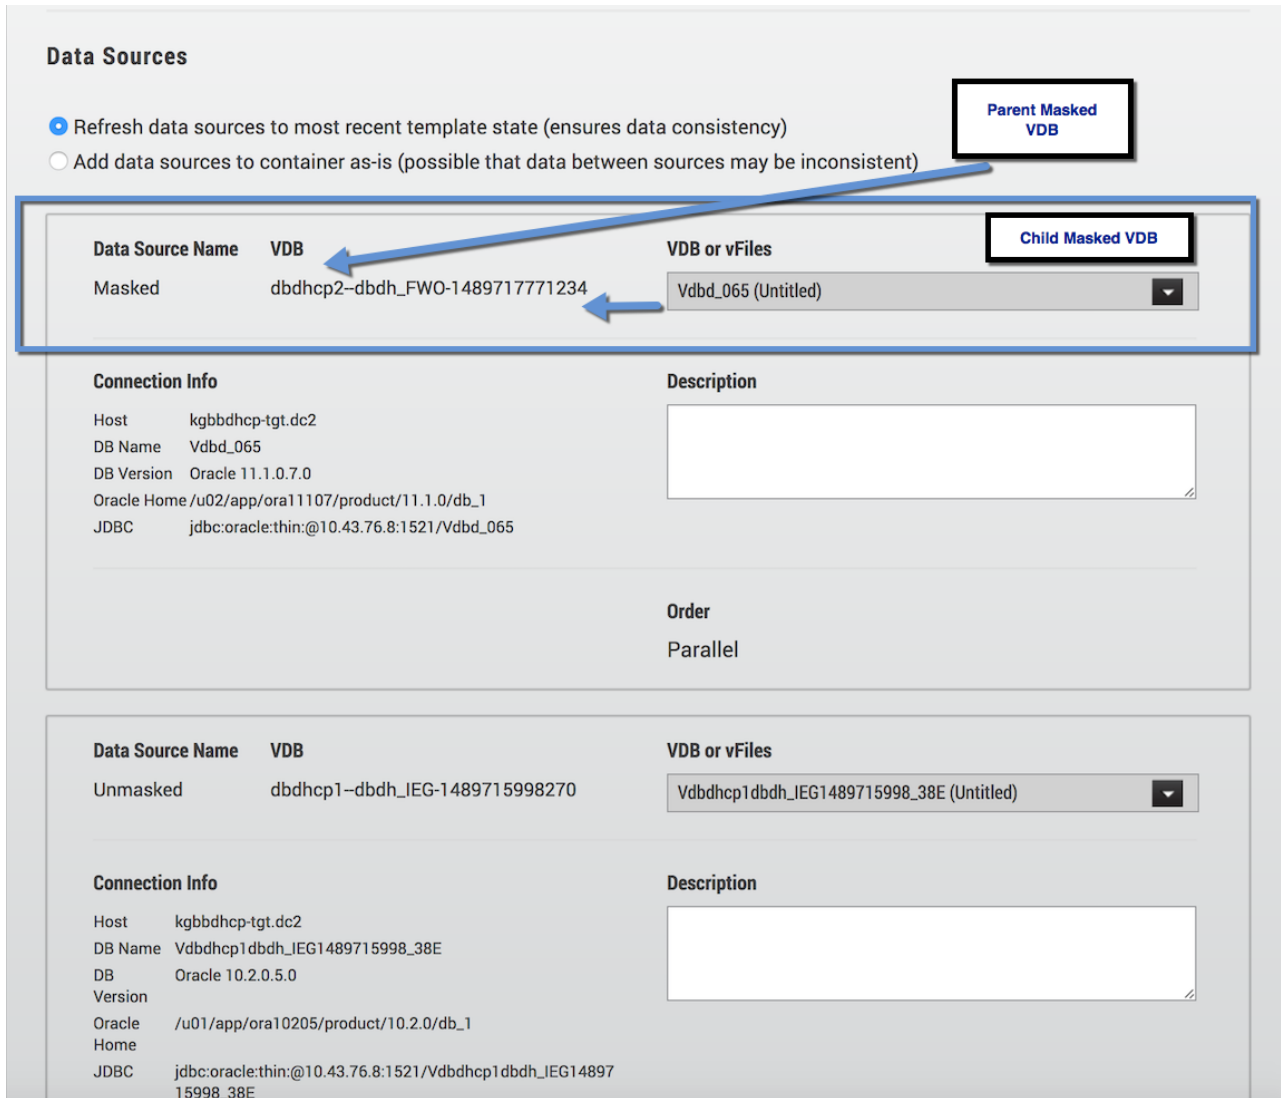 Data Sources
Parent Masked
VDB
Refresh data sources to most recent template state (ensures data consistency)
Add data sources to container as-is (possible that data between sources may be inconsistent)
Child Masked VDB
Data Source Name VDB VDB or vFiles
Masked dbdhcp2--dbdh_FWO-1489717771234 Vdbd_065 (Untitled)
Connection Info Description
Host kgbbdhcp-tgt.dc2
DB Name Vdbd_065
DB Version Oracle 11.1.0.7.0
Oracle Home /u02/app/ora11107/product/11.1.0/db_1
JDBC jdbc:oracle:thin:@10.43.76.8:1521/Vdbd_065
Order
Parallel
Data Source Name VDB VDB or vFiles
Unmasked dbdhcp1--dbdh_IEG-1489715998270 Vdbdhcp1dbdh_IEG1489715998_38E (Untitled)
Connection Info Description
Host kgbbdhcp-tgt.dc2
DB Name Vdbdhcp1dbdh_IEG1489715998_38E
DB Oracle 10.2.0.5.0
Version
Oracle /u01/app/ora10205/product/10.2.0/db_1
Home
JDBC jdbc:oracle:thin:@10.43.76.8:1521/Vdbdhcp1dbdh_IEG14897
15998_38E